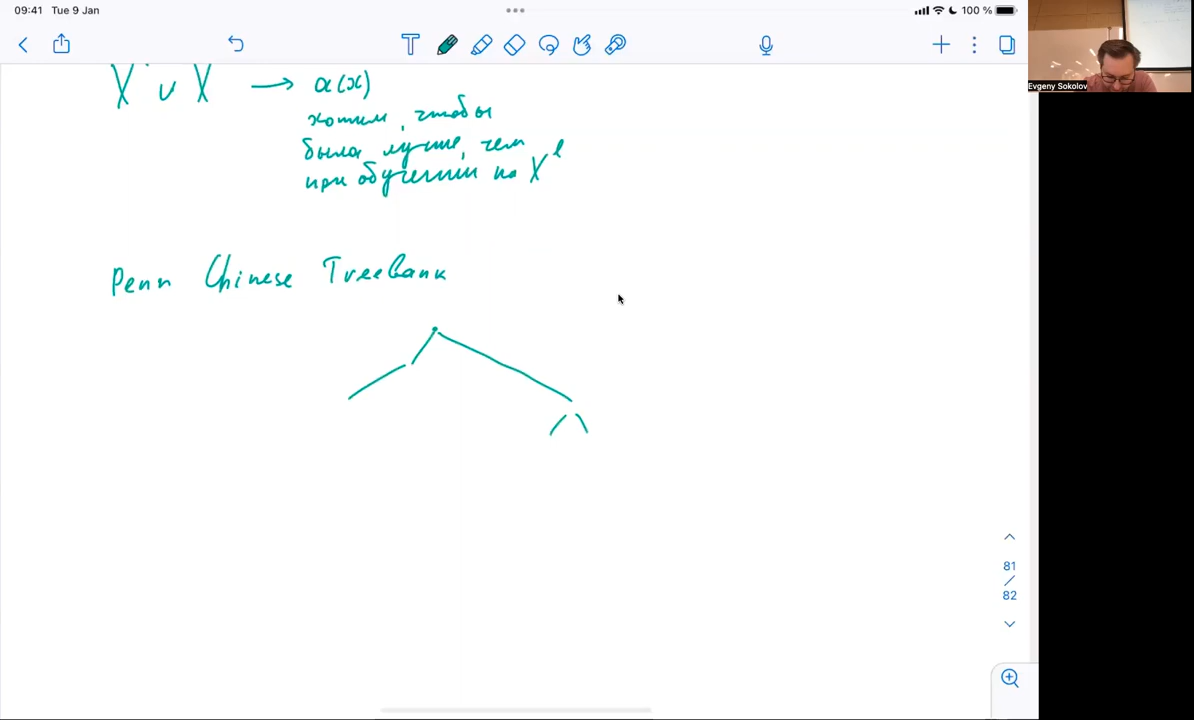 09:41 Tue 9 Jan
100 %
Evgeny Sokolov
X ∪ X → a(x)
хотим, чтобы
была лучше, чем
при обучении на X^l
Penn Chinese TreeBank
81
/
82